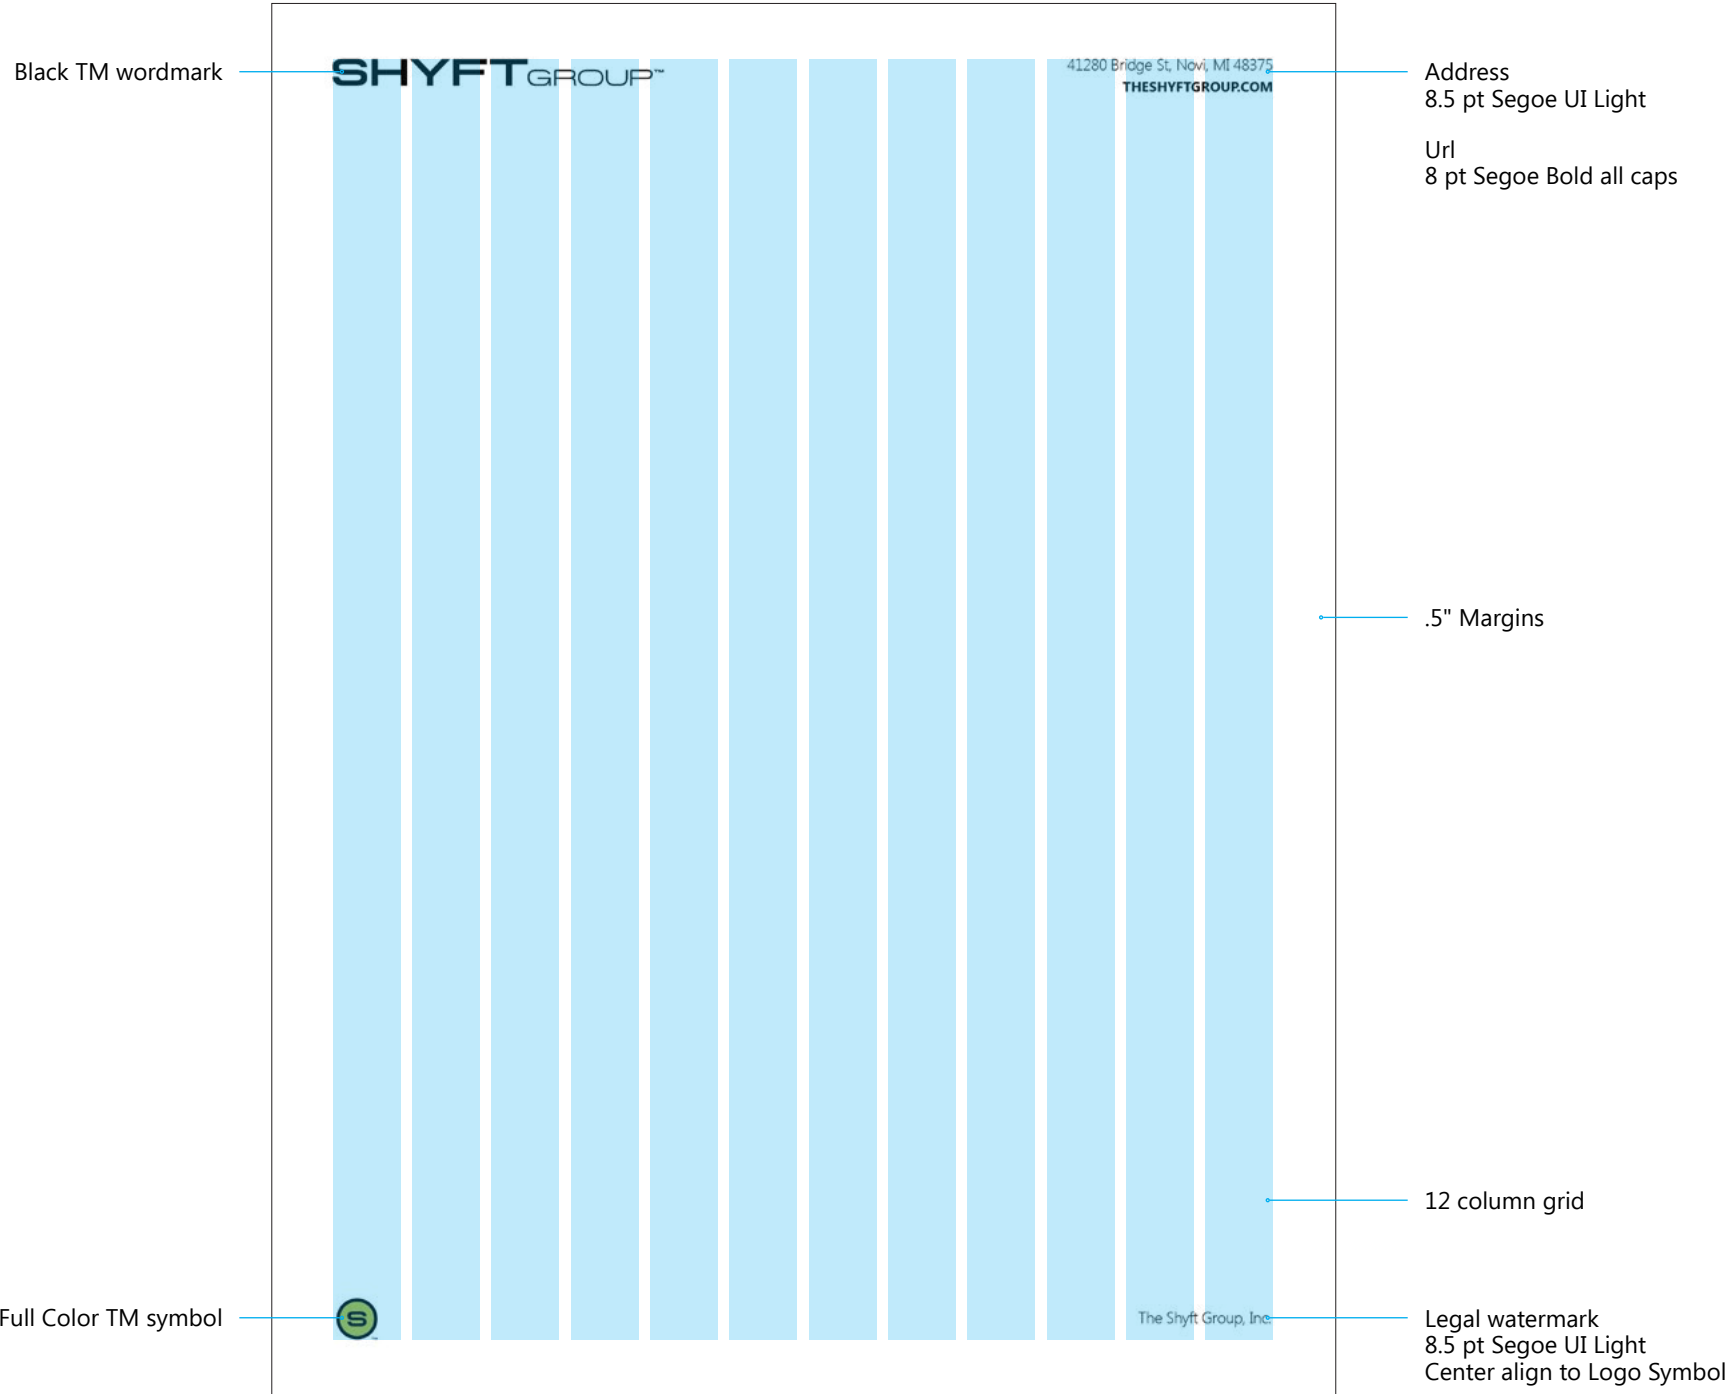 Black TM wordmark
SHYFTGROUP™
41280 Bridge St, Novi, MI 48375
THESHYFTGROUP.COM
Address
8.5 pt Segoe UI Light
Url
8 pt Segoe Bold all caps
.5" Margins
12 column grid
Full Color TM symbol
S
The Shyft Group, Inc.
Legal watermark
8.5 pt Segoe UI Light
Center align to Logo Symbol